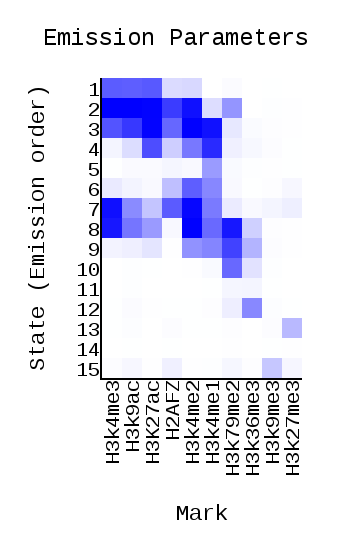 Emission Parameters
State (Emission order)
1
2
3
4
5
6
7
8
9
10
11
12
13
14
15
H3k4me3
H3k9ac
H3K27ac
H2AFZ
H3k4me2
H3k4me1
H3k79me2
H3k36me3
H3k9me3
H3k27me3
Mark